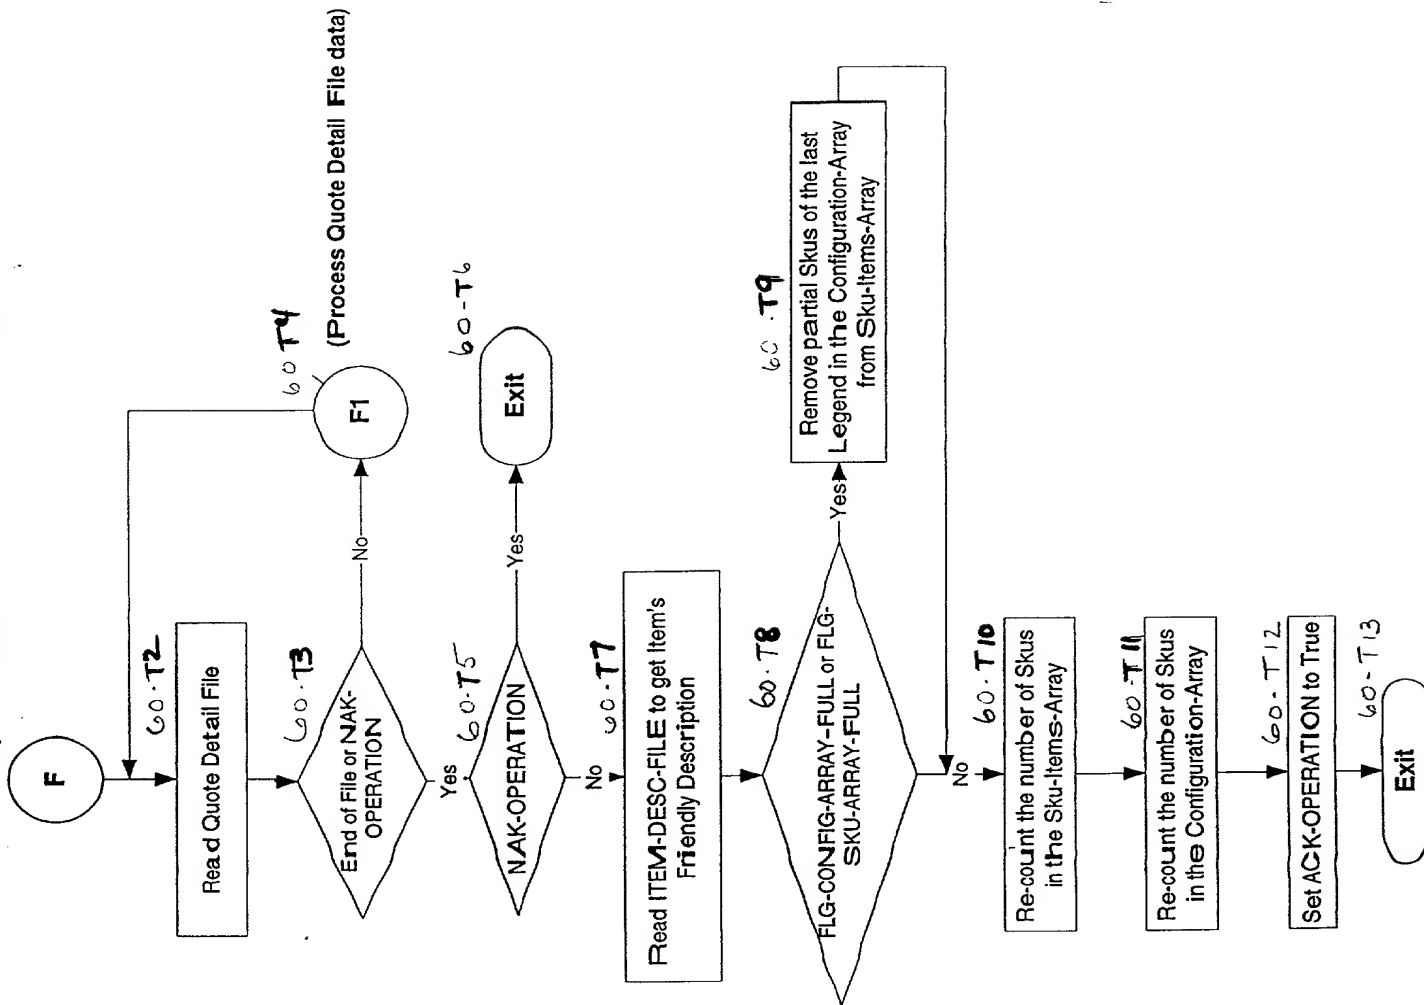 F
60-T2
Read Quote Detail File
60-T3
End of File or NAK-
OPERATION
No
60 T4
F1
(Process Quote Detail File data)
Yes
60-T5
NAK-OPERATION
Yes
60-T6
Exit
No
60-T7
Read ITEM-DESC-FILE to get Item's
Friendly Description
60-T8
FLG-CONFIG-ARRAY-FULL or FLG-
SKU-ARRAY-FULL
Yes
60-T9
Remove partial Skus of the last
Legend in the Configuration-Array
from Sku-Items-Array
No
60-T10
Re-count the number of Skus
in the Sku-Items-Array
60-T11
Re-count the number of Skus
in the Configuration-Array
60-T12
Set ACK-OPERATION to True
60-T13
Exit